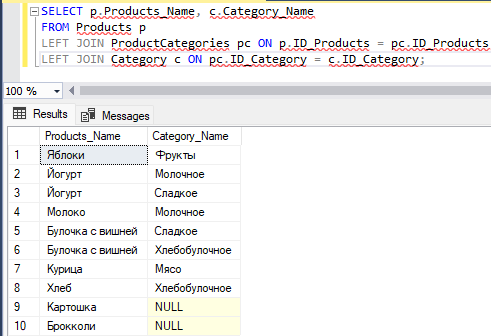 SELECT p.Products_Name, c.Category_Name
FROM Products p
LEFT JOIN ProductCategories pc ON p.ID_Products = pc.ID_Products
LEFT JOIN Category c ON pc.ID_Category = c.ID_Category;
100 %
Results Messages
Products_Name Category_Name
1 Яблоки Фрукты
2 Йогурт Молочное
3 Йогурт Сладкое
4 Молоко Молочное
5 Булочка с вишней Сладкое
6 Булочка с вишней Хлебобулочное
7 Курица Мясо
8 Хлеб Хлебобулочное
9 Картошка NULL
10 Брокколи NULL